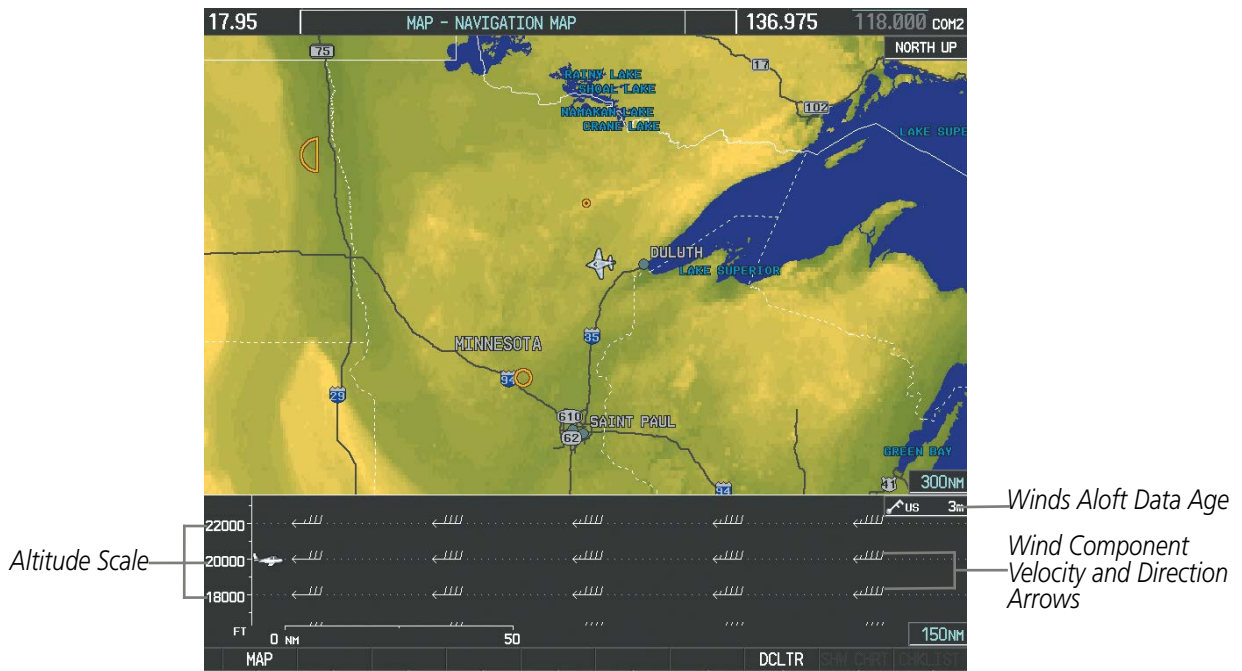 17.95 MAP - NAVIGATION MAP 136.975 118.000 COM2
NORTH UP
75
17
RAINY LAKE
SHOAL LAKE
102
NAMAKAN LAKE
CRANE LAKE
LAKE SUPE
DULUTH
LAKE SUPERIOR
35
MINNESOTA
94
29
610
SAINT PAUL
62
GREEN BAY
41
300NM
94
US 3m
Winds Aloft Data Age
22000
Altitude Scale
20000
Wind Component
Velocity and Direction
Arrows
18000
FT
0 NM 50
150NM
MAP DCLTR SHW CHRT CHKLIST